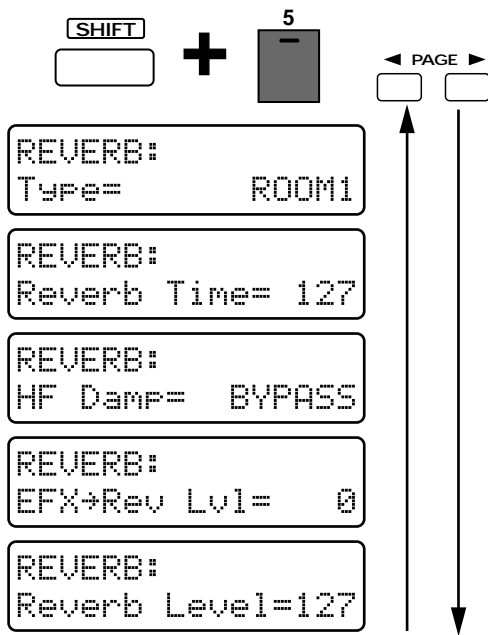 SHIFT
+
5
◄ PAGE ►
REVERB:
Type= ROOM1
REVERB:
Reverb Time= 127
REVERB:
HF Damp= BYPASS
REVERB:
EFX→Rev Lvl= 0
REVERB:
Reverb Level=127